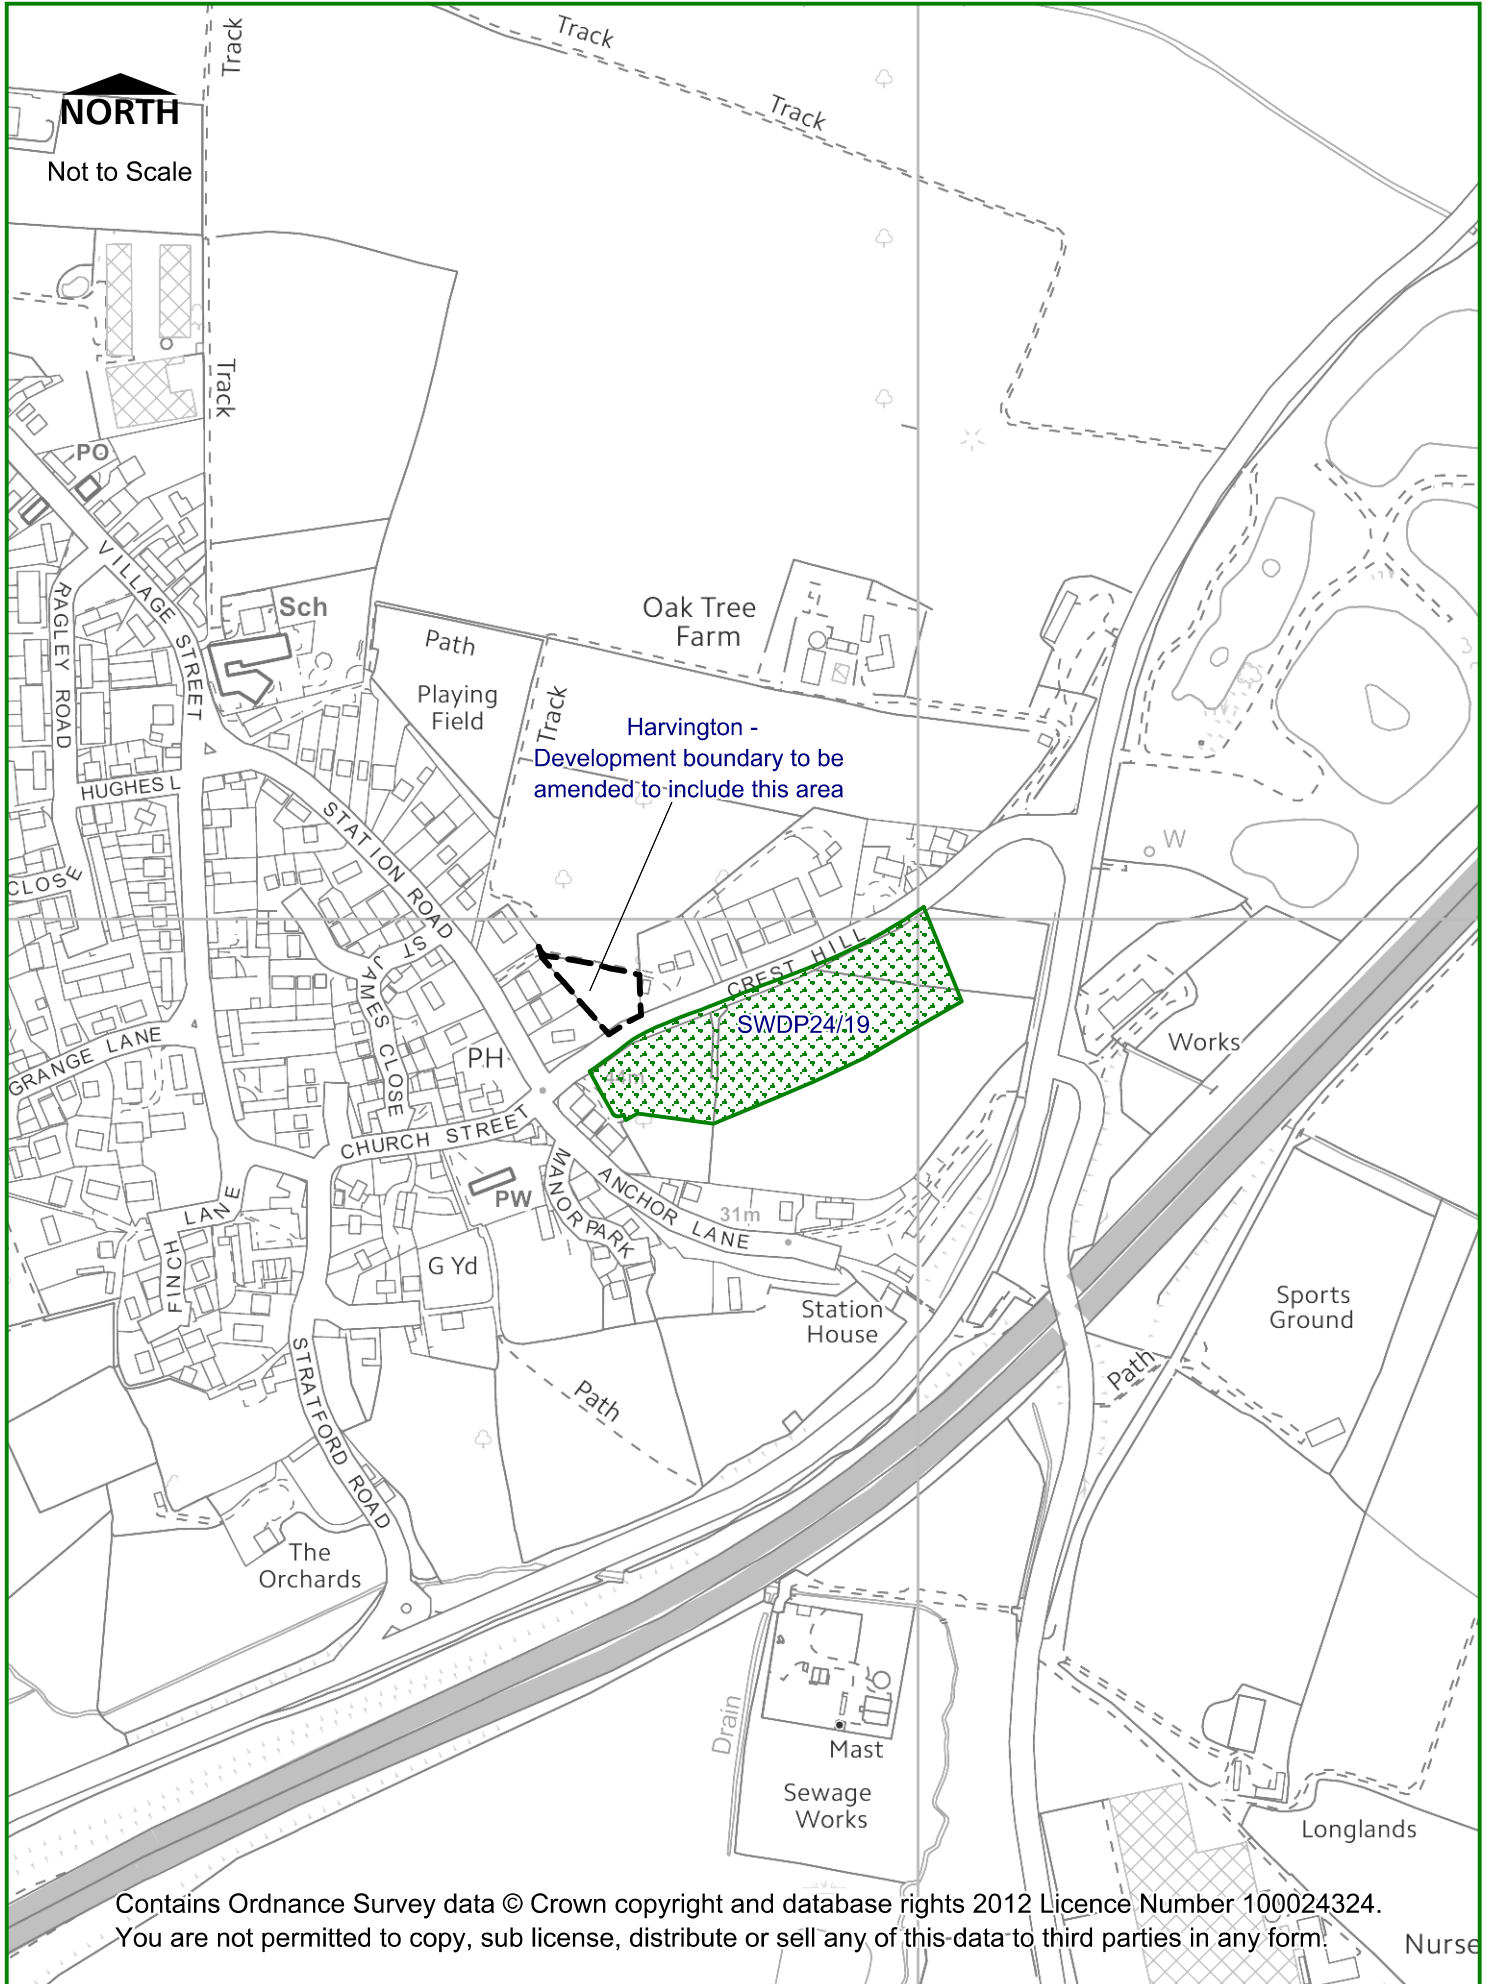 Track
Track
Track
NORTH
Not to Scale
Track
PO
VILLAGE STREET
RAGLEY ROAD
Sch
Oak Tree
Farm
Path
Playing
Field
Track
Harvington -
Development boundary to be
amended to include this area
HUGHES L
STATION ROAD
W
CLOSE
ST JAMES CLOSE
CREST HILL
SWDP24/19
Works
GRANGE LANE
PH
44m
CHURCH STREET
MANOR PARK
ANCHOR LANE
PW
31m
FINCH LANE
G Yd
Station
House
Sports
Ground
Path
Path
STRATFORD ROAD
The
Orchards
Drain
Mast
Sewage
Works
Longlands
Contains Ordnance Survey data © Crown copyright and database rights 2012 Licence Number 100024324.
You are not permitted to copy, sub license, distribute or sell any of this data to third parties in any form.
Nurse